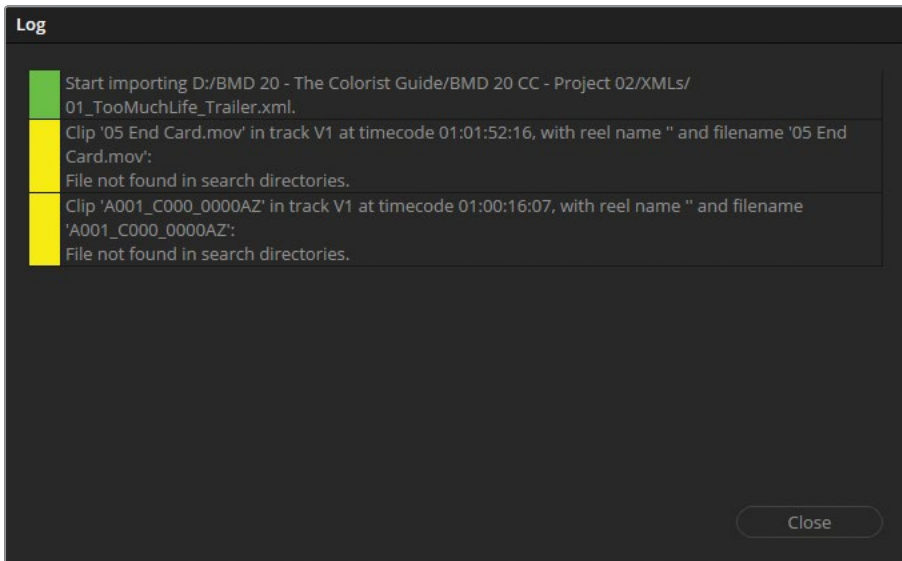 Log
Start importing D:/BMD 20 - The Colorist Guide/BMD 20 CC - Project 02/XMLs/
01_TooMuchLife_Trailer.xml.
Clip '05 End Card.mov' in track V1 at timecode 01:01:52:16, with reel name '' and filename '05 End
Card.mov':
File not found in search directories.
Clip 'A001_C000_0000AZ' in track V1 at timecode 01:00:16:07, with reel name '' and filename
'A001_C000_0000AZ':
File not found in search directories.
Close